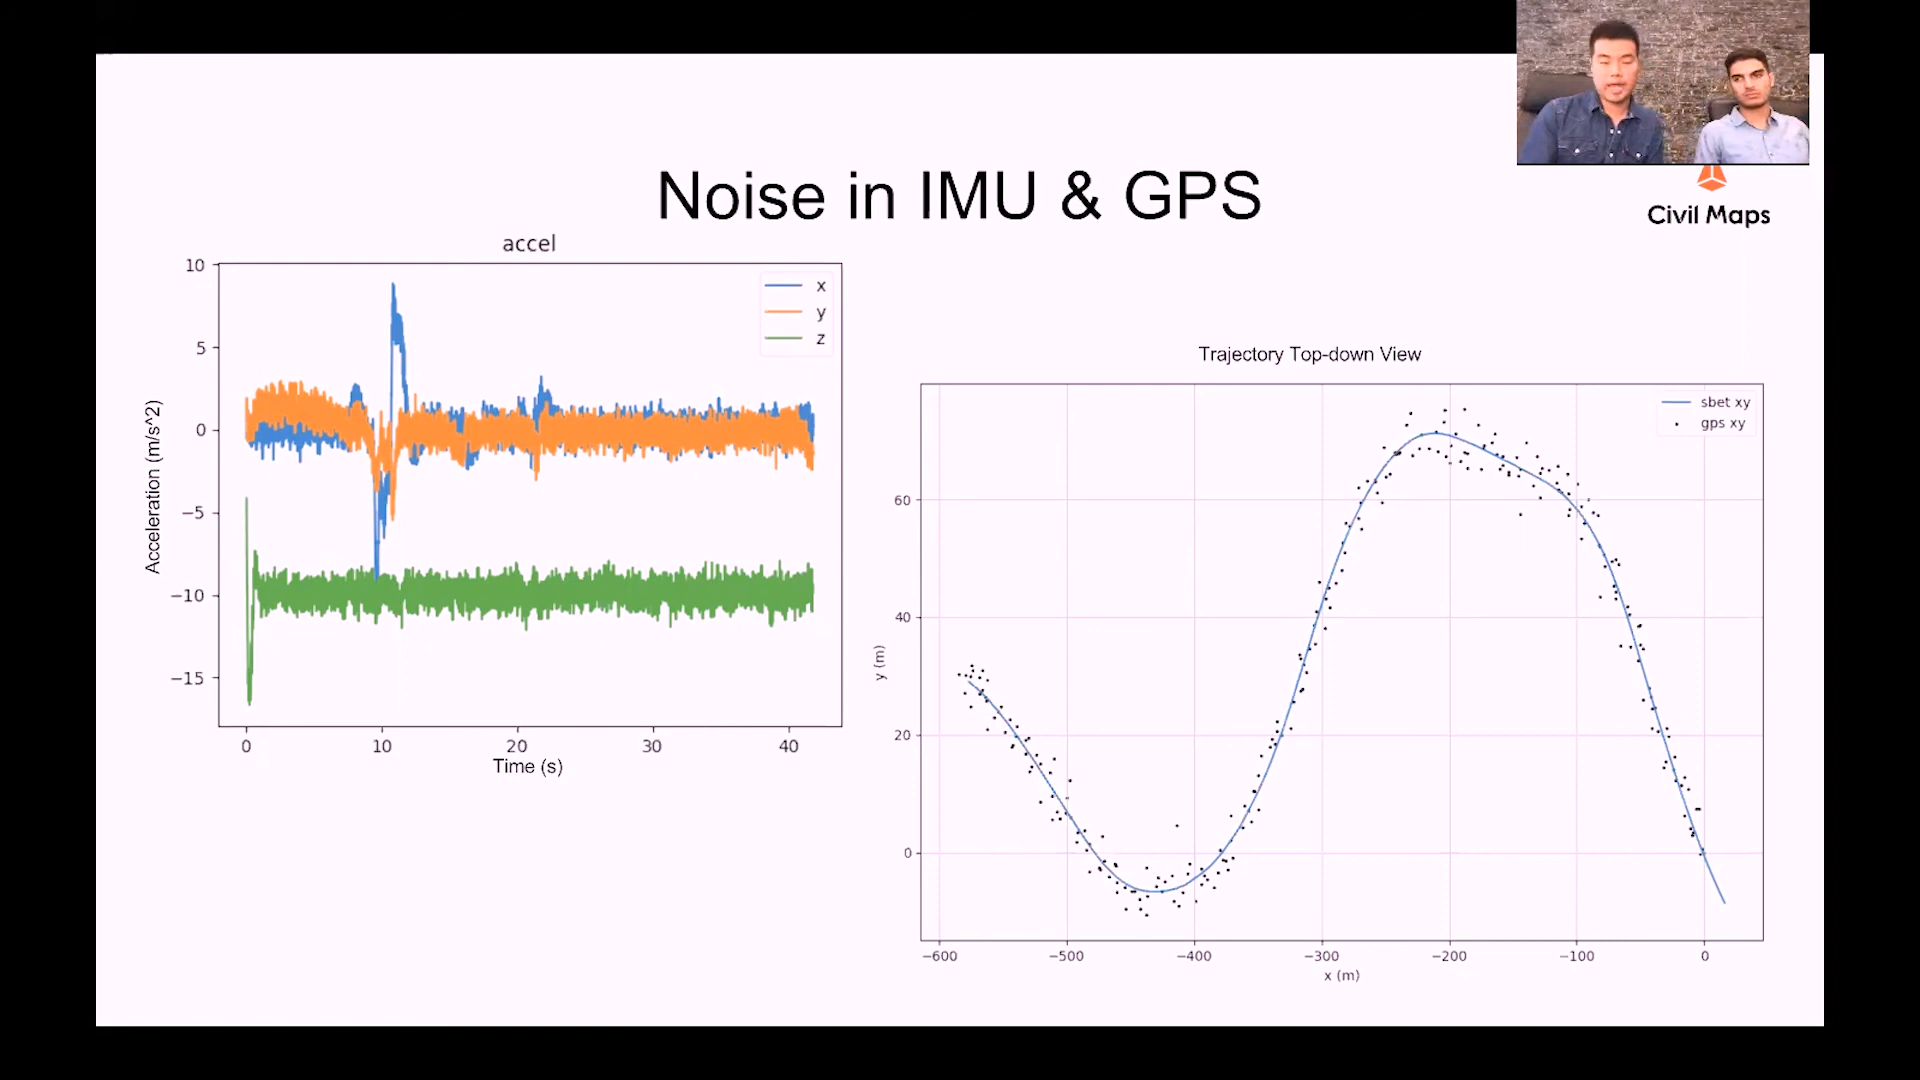 Noise in IMU & GPS
Civil Maps
accel
10
5
0
−5
−10
−15
Acceleration (m/s^2)
x
y
z
0 10 20 30 40
Time (s)
Trajectory Top-down View
sbet xy
gps xy
60
40
20
0
y (m)
−600 −500 −400 −300 −200 −100 0
x (m)